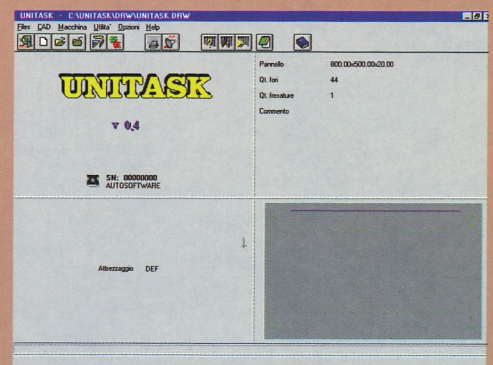 UNITASK - C:\UNITASK\DRW\UNITASK.DRW
Files CAD Macchina Utilita' Opzioni Help
UNITASK
v 0.4
SN: 00000000
AUTOSOFTWARE
Pannello 800.00x500.00x20.00
Qt. fori 44
Qt. fresature 1
Commento
Attrezzaggio DEF